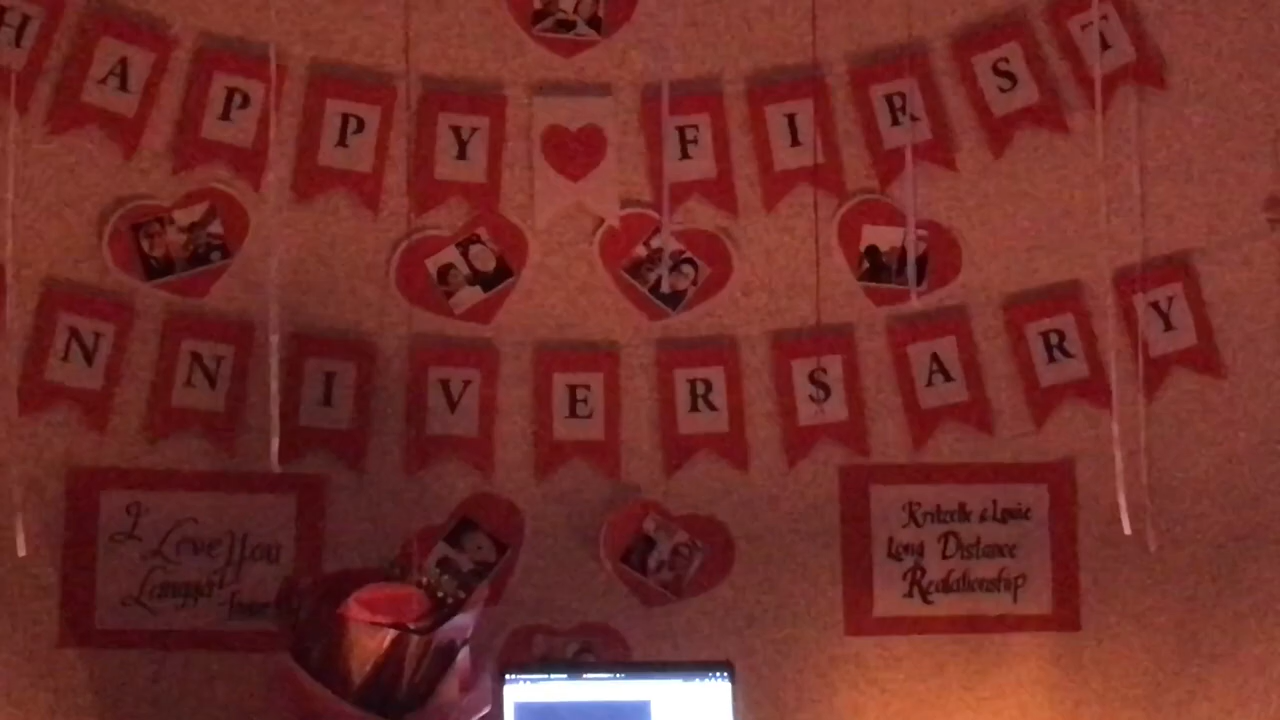 HAPPY FIRST
NNIVERSARY
I
Love You
Kritzelle & Louie
Long Distance
Realationship